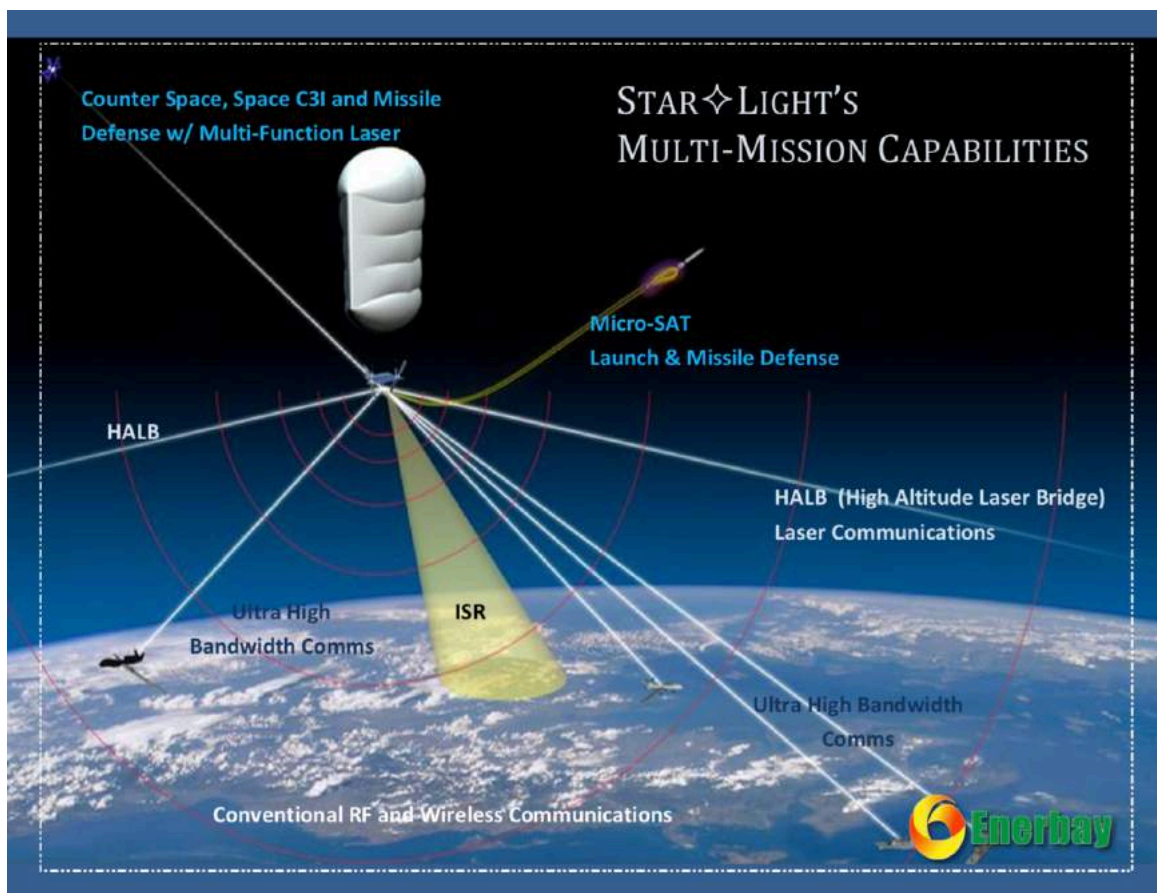 STAR✧LIGHT'S
MULTI-MISSION CAPABILITIES
Counter Space, Space C3I and Missile
Defense w/ Multi-Function Laser
Micro-SAT
Launch & Missile Defense
HALB
HALB (High Altitude Laser Bridge)
Laser Communications
Ultra High
Bandwidth Comms
ISR
Ultra High Bandwidth
Comms
Conventional RF and Wireless Communications
Enerbay